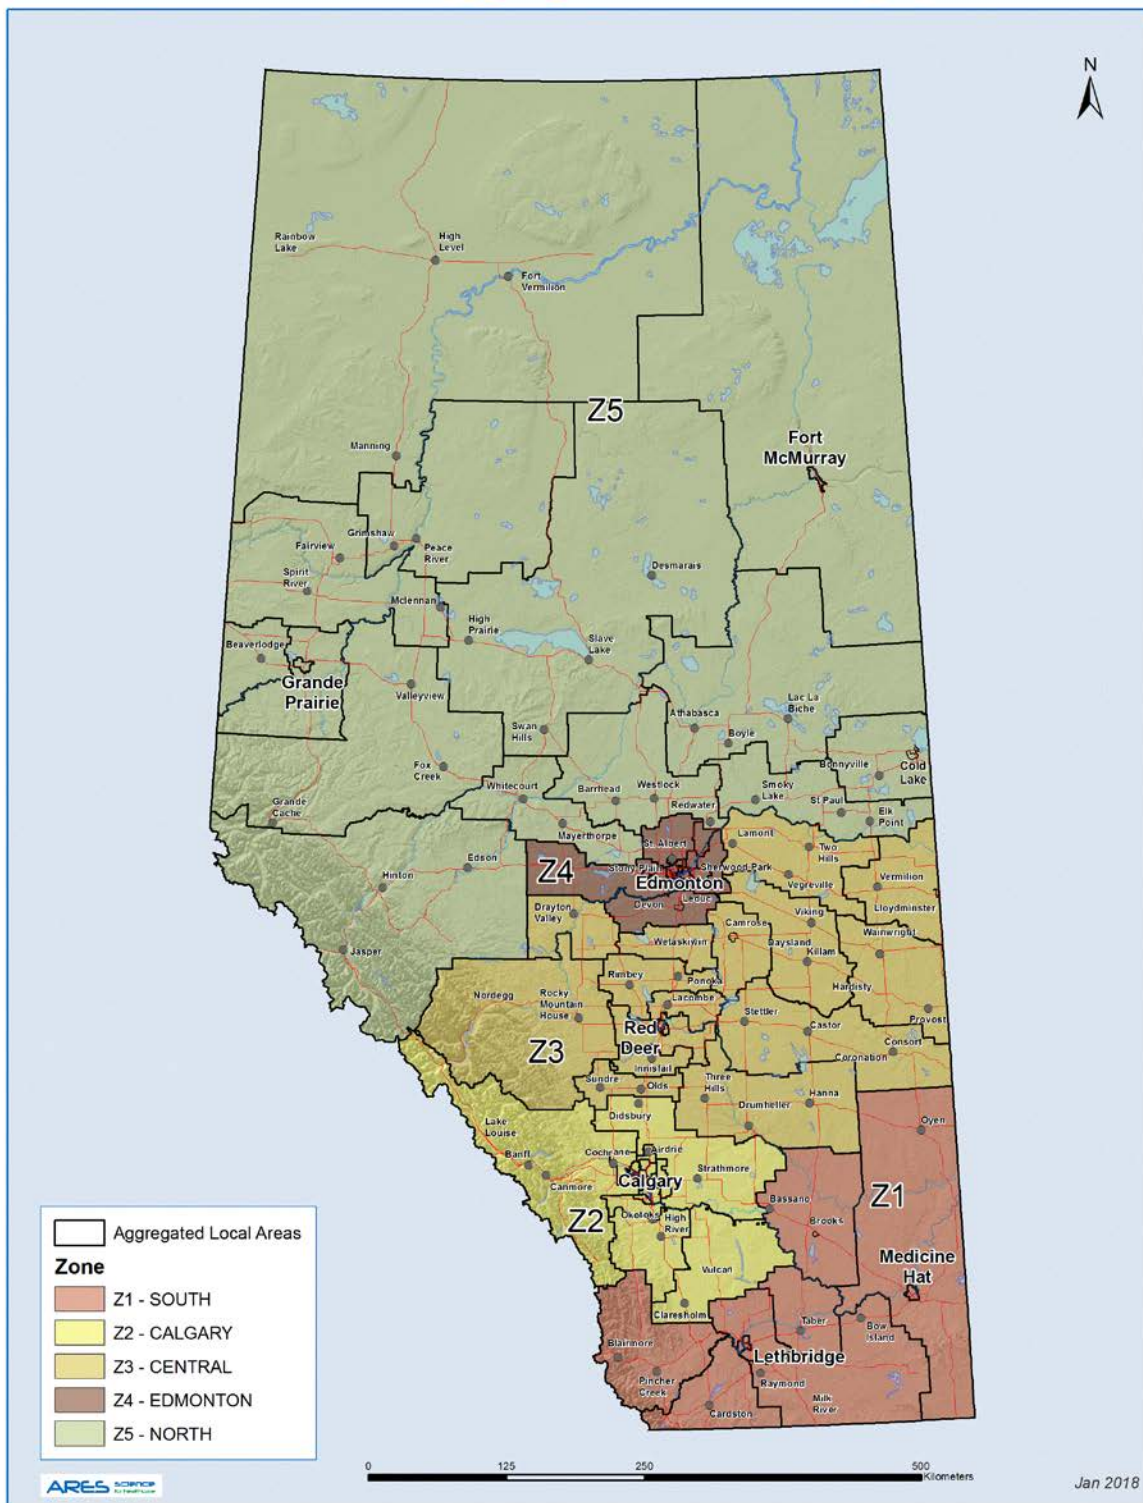 N
Rainbow
Lake
High
Level
Fort
Vermilion
Z5
Fort
McMurray
Manning
Grimshaw
Fairview
Peace
River
Spirit
River
Desmarais
Mclennan
High
Prairie
Slave
Lake
Beaverlodge
Grande
Prairie
Valleyview
Lac La
Biche
Athabasca
Swan
Hills
Boyle
Fox
Creek
Bonnyville
Cold
Lake
Whitecourt
Barrhead
Westlock
Smoky
Lake
Grande
Cache
Redwater
St Paul
Elk
Point
Mayerthorpe
Lamont
St. Albert
Two
Hills
Edson
Z4
Stony Plain
Sherwood Park
Hinton
Edmonton
Vegreville
Vermilion
Devon
Leduc
Lloydminster
Drayton
Valley
Viking
Camrose
Wainwright
Jasper
Wetaskiwin
Daysland
Killam
Rimbey
Ponoka
Hardisty
Nordegg
Rocky
Mountain
House
Lacombe
Stettler
Provost
Red
Deer
Castor
Z3
Consort
Coronation
Innisfail
Sundre
Olds
Three
Hills
Hanna
Didsbury
Drumheller
Oyen
Lake
Louise
Banff
Cochrane
Airdrie
Strathmore
Canmore
Calgary
Bassano
Z1
Z2
Okotoks
High
River
Brooks
Medicine
Hat
Vulcan
Claresholm
Taber
Bow
Island
Blairmore
Lethbridge
Pincher
Creek
Raymond
Milk
River
Cardston
Aggregated Local Areas
Zone
Z1 - SOUTH
Z2 - CALGARY
Z3 - CENTRAL
Z4 - EDMONTON
Z5 - NORTH
0 125 250 500
Kilometers
ARES science
for healthcare
Jan 2018